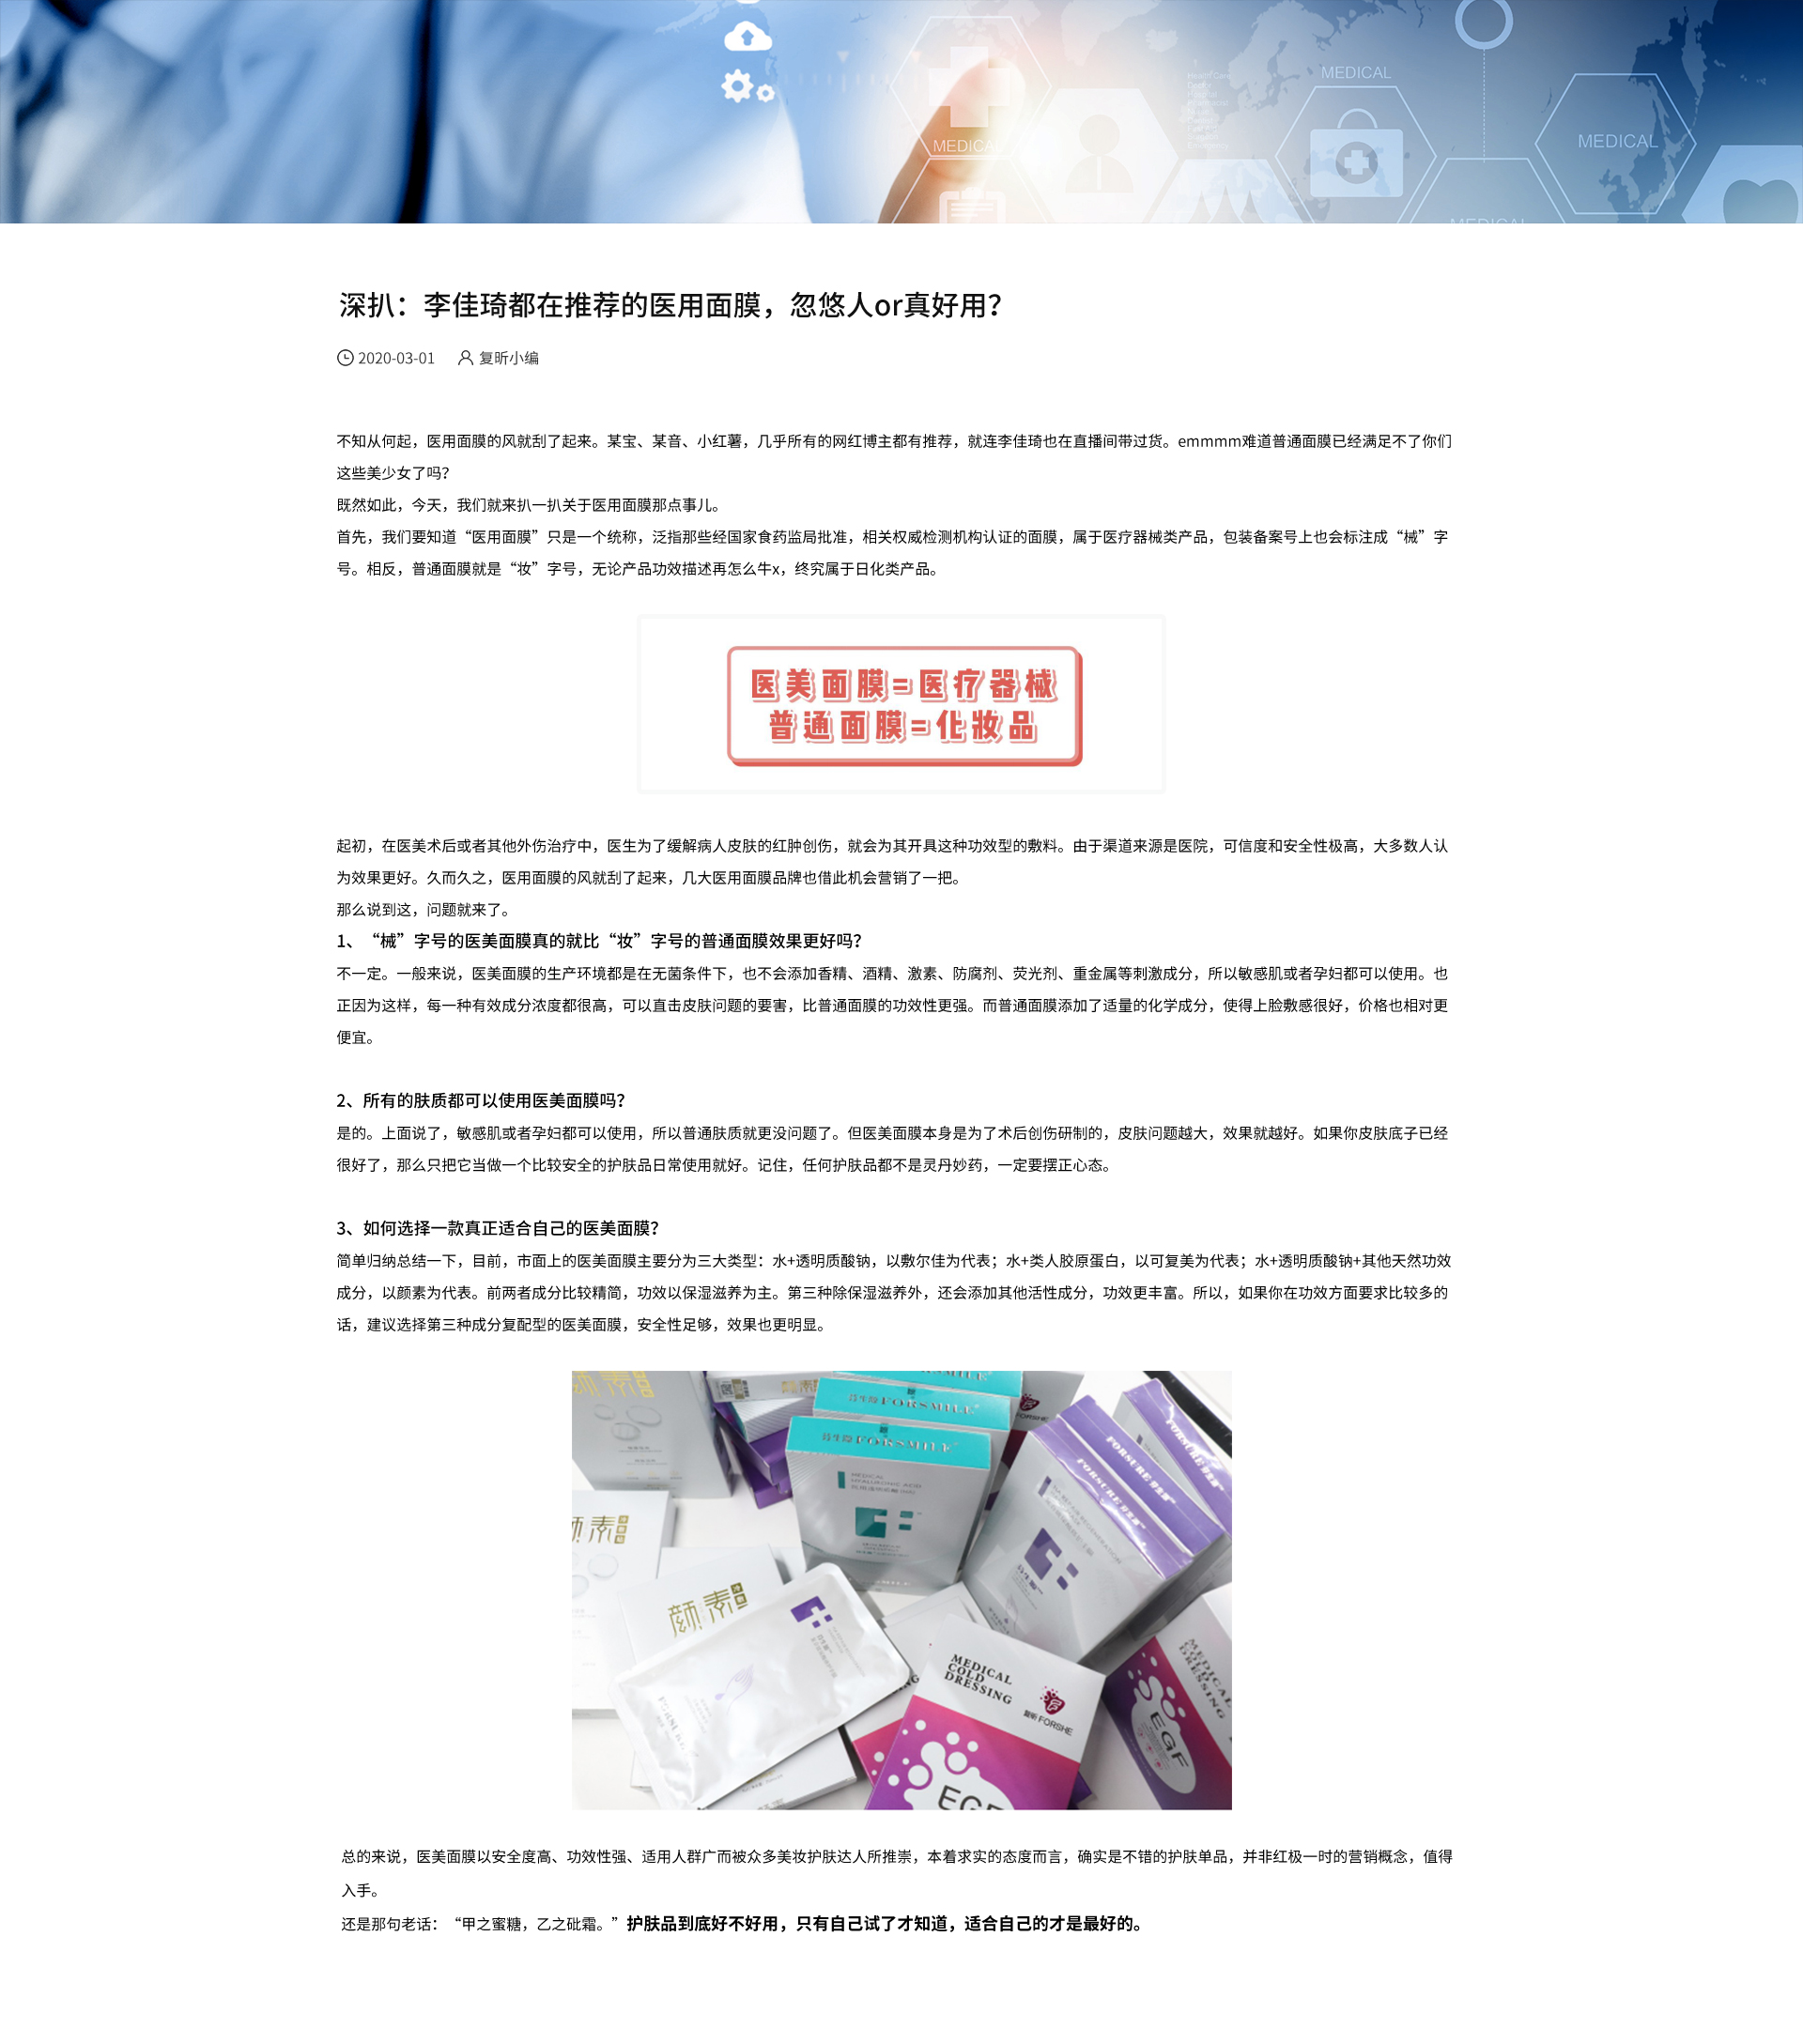 MEDICAL
MEDICAL
MEDICAL
深扒：李佳琦都在推荐的医用面膜，忽悠人or真好用？
2020-03-01 复昕小编
不知从何起，医用面膜的风就刮了起来。某宝、某音、小红薯，几乎所有的网红博主都有推荐，就连李佳琦也在直播间带过货。emmmm难道普通面膜已经满足不了你们
这些美少女了吗？
既然如此，今天，我们就来扒一扒关于医用面膜那点事儿。
首先，我们要知道“医用面膜”只是一个统称，泛指那些经国家食药监局批准，相关权威检测机构认证的面膜，属于医疗器械类产品，包装备案号上也会标注成“械”字
号。相反，普通面膜就是“妆”字号，无论产品功效描述再怎么牛x，终究属于日化类产品。
医美面膜=医疗器械
普通面膜=化妝品
起初，在医美术后或者其他外伤治疗中，医生为了缓解病人皮肤的红肿创伤，就会为其开具这种功效型的敷料。由于渠道来源是医院，可信度和安全性极高，大多数人认
为效果更好。久而久之，医用面膜的风就刮了起来，几大医用面膜品牌也借此机会营销了一把。
那么说到这，问题就来了。
1、“械”字号的医美面膜真的就比“妆”字号的普通面膜效果更好吗？
不一定。一般来说，医美面膜的生产环境都是在无菌条件下，也不会添加香精、酒精、激素、防腐剂、荧光剂、重金属等刺激成分，所以敏感肌或者孕妇都可以使用。也
正因为这样，每一种有效成分浓度都很高，可以直击皮肤问题的要害，比普通面膜的功效性更强。而普通面膜添加了适量的化学成分，使得上脸敷感很好，价格也相对更
便宜。
2、所有的肤质都可以使用医美面膜吗？
是的。上面说了，敏感肌或者孕妇都可以使用，所以普通肤质就更没问题了。但医美面膜本身是为了术后创伤研制的，皮肤问题越大，效果就越好。如果你皮肤底子已经
很好了，那么只把它当做一个比较安全的护肤品日常使用就好。记住，任何护肤品都不是灵丹妙药，一定要摆正心态。
3、如何选择一款真正适合自己的医美面膜？
简单归纳总结一下，目前，市面上的医美面膜主要分为三大类型：水+透明质酸钠，以敷尔佳为代表；水+类人胶原蛋白，以可复美为代表；水+透明质酸钠+其他天然功效
成分，以颜素为代表。前两者成分比较精简，功效以保湿滋养为主。第三种除保湿滋养外，还会添加其他活性成分，功效更丰富。所以，如果你在功效方面要求比较多的
话，建议选择第三种成分复配型的医美面膜，安全性足够，效果也更明显。
FORSMILE
FORSMILE
MEDICAL
HYALURONIC ACID
FORSURE
FORSURE
FORSURE
颜素
颜素
MEDICAL
COLD
DRESSING
复昕 FORSHE
EGF
MEDICAL
COLD
DRESSING
EGF
总的来说，医美面膜以安全度高、功效性强、适用人群广而被众多美妆护肤达人所推崇，本着求实的态度而言，确实是不错的护肤单品，并非红极一时的营销概念，值得
入手。
还是那句老话：“甲之蜜糖，乙之砒霜。”护肤品到底好不好用，只有自己试了才知道，适合自己的才是最好的。